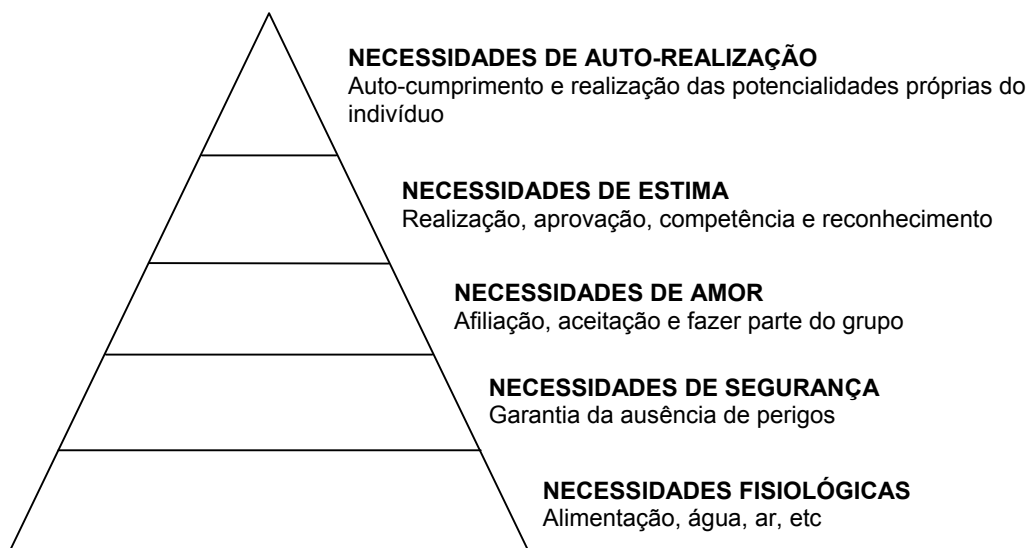 NECESSIDADES DE AUTO-REALIZAÇÃO
Auto-cumprimento e realização das potencialidades próprias do
indivíduo
NECESSIDADES DE ESTIMA
Realização, aprovação, competência e reconhecimento
NECESSIDADES DE AMOR
Afiliação, aceitação e fazer parte do grupo
NECESSIDADES DE SEGURANÇA
Garantia da ausência de perigos
NECESSIDADES FISIOLÓGICAS
Alimentação, água, ar, etc